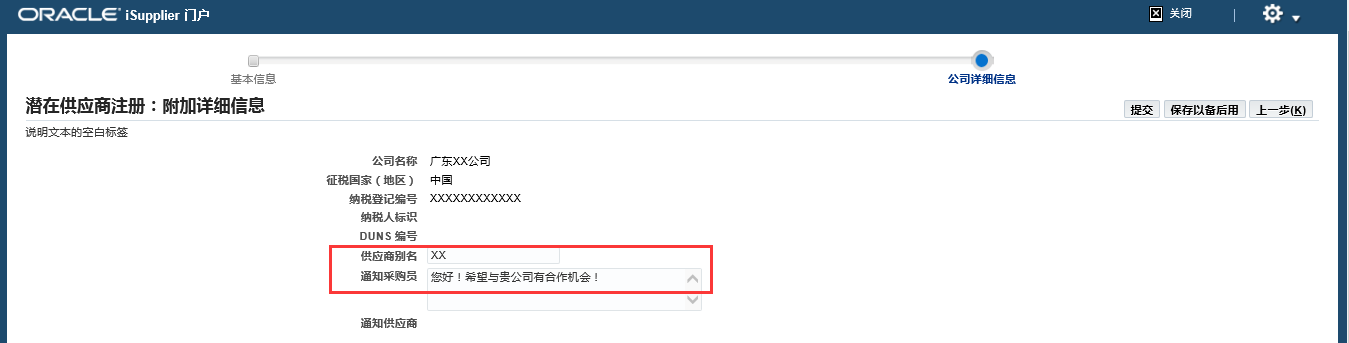 ORACLE iSupplier 门户 关闭
基本信息 公司详细信息
潜在供应商注册：附加详细信息 提交 保存以备后用 上一步(K)
说明文本的空白标签
公司名称 广东XX公司
征税国家（地区） 中国
纳税登记编号 XXXXXXXXXXXX
纳税人标识
DUNS 编号
供应商别名 XX
通知采购员 您好！希望与贵公司有合作机会！
通知供应商